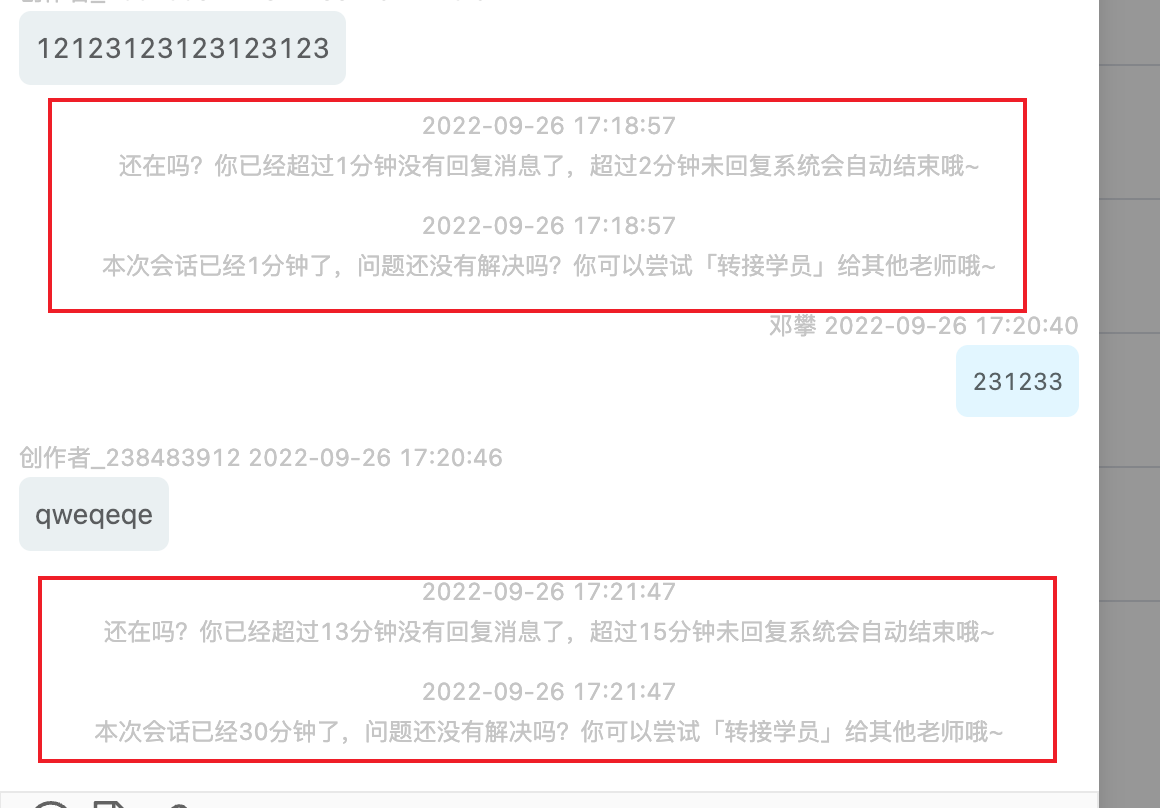 12123123123123123
2022-09-26 17:18:57
还在吗？你已经超过1分钟没有回复消息了，超过2分钟未回复系统会自动结束哦~
2022-09-26 17:18:57
本次会话已经1分钟了，问题还没有解决吗？你可以尝试「转接学员」给其他老师哦~
邓攀 2022-09-26 17:20:40
231233
创作者_238483912 2022-09-26 17:20:46
qweqeqe
2022-09-26 17:21:47
还在吗？你已经超过13分钟没有回复消息了，超过15分钟未回复系统会自动结束哦~
2022-09-26 17:21:47
本次会话已经30分钟了，问题还没有解决吗？你可以尝试「转接学员」给其他老师哦~